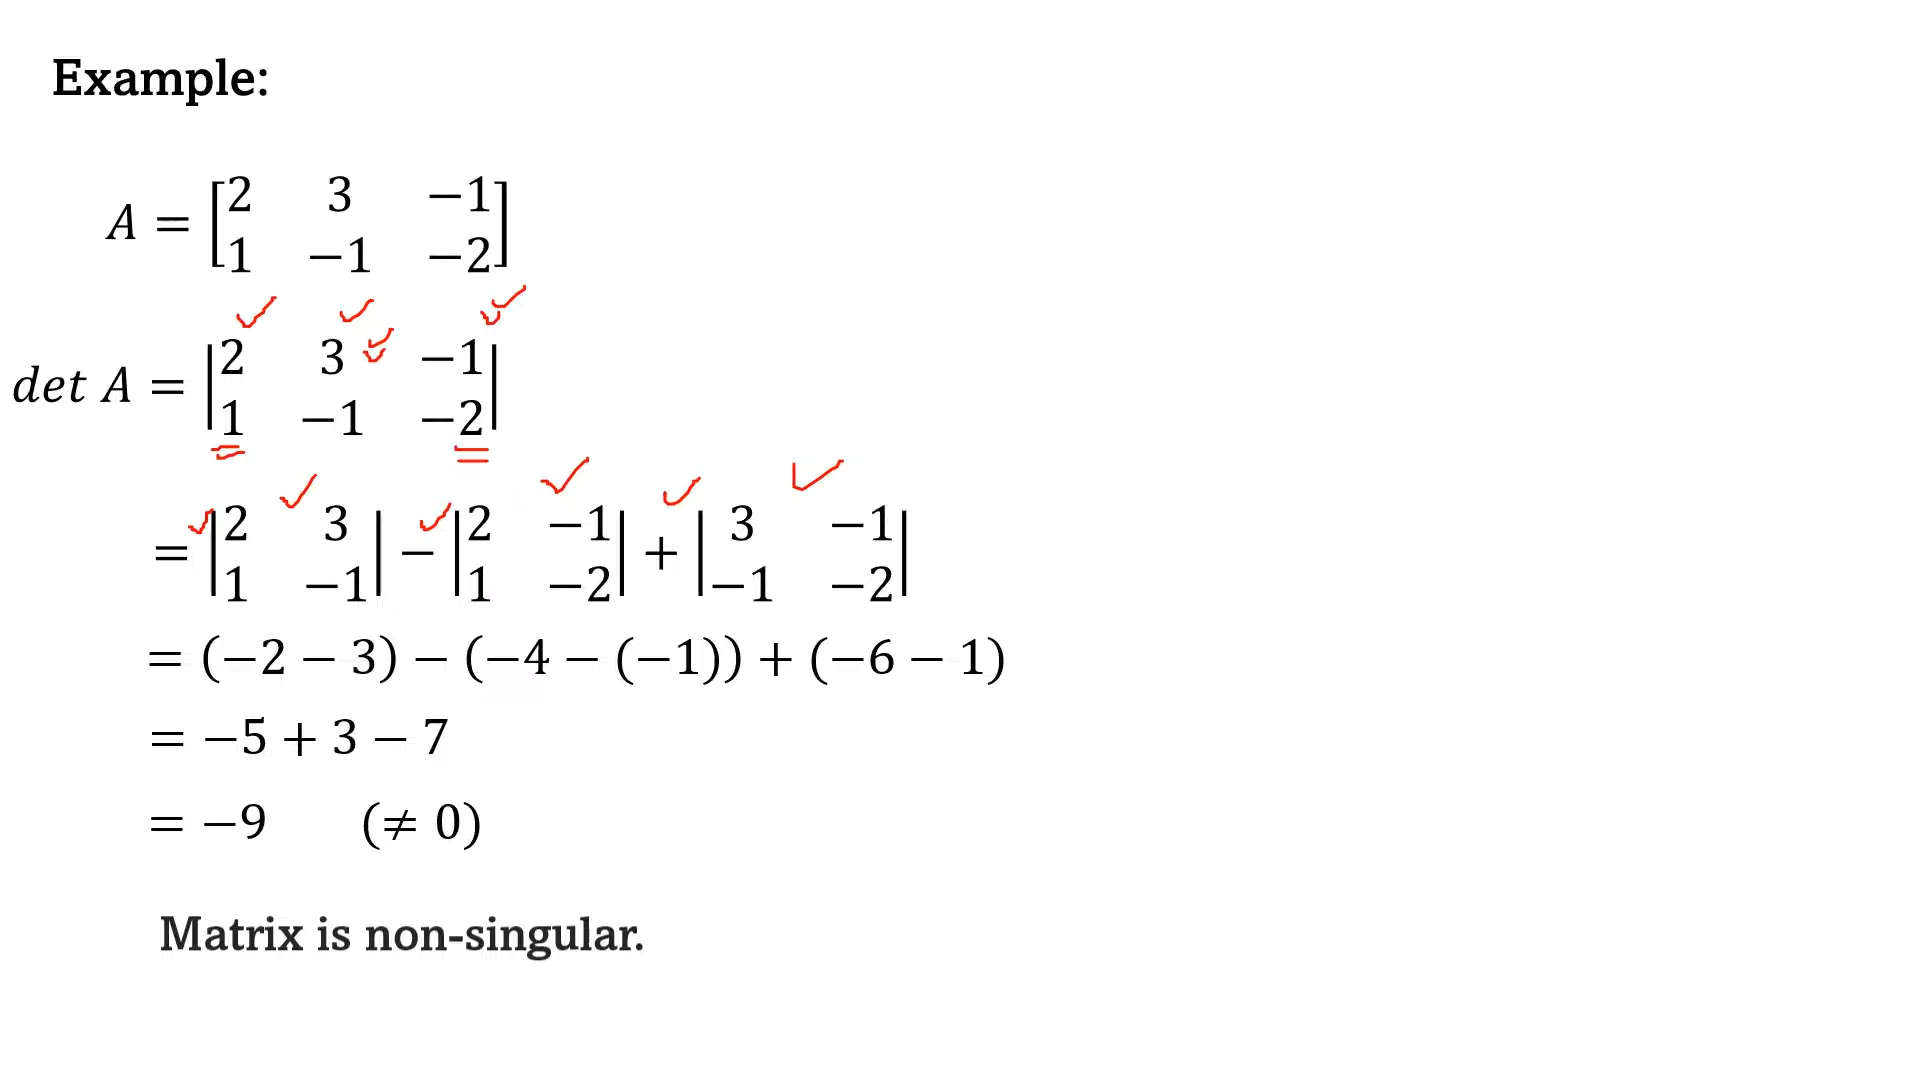 Example:
A = [2 3 −1
1 −1 −2]
det A = |2 3 −1
1 −1 −2|
= |2 3
1 −1| − |2 −1
1 −2| + |3 −1
−1 −2|
= (−2 − 3) − (−4 − (−1)) + (−6 − 1)
= −5 + 3 − 7
= −9 (≠ 0)
Matrix is non-singular.